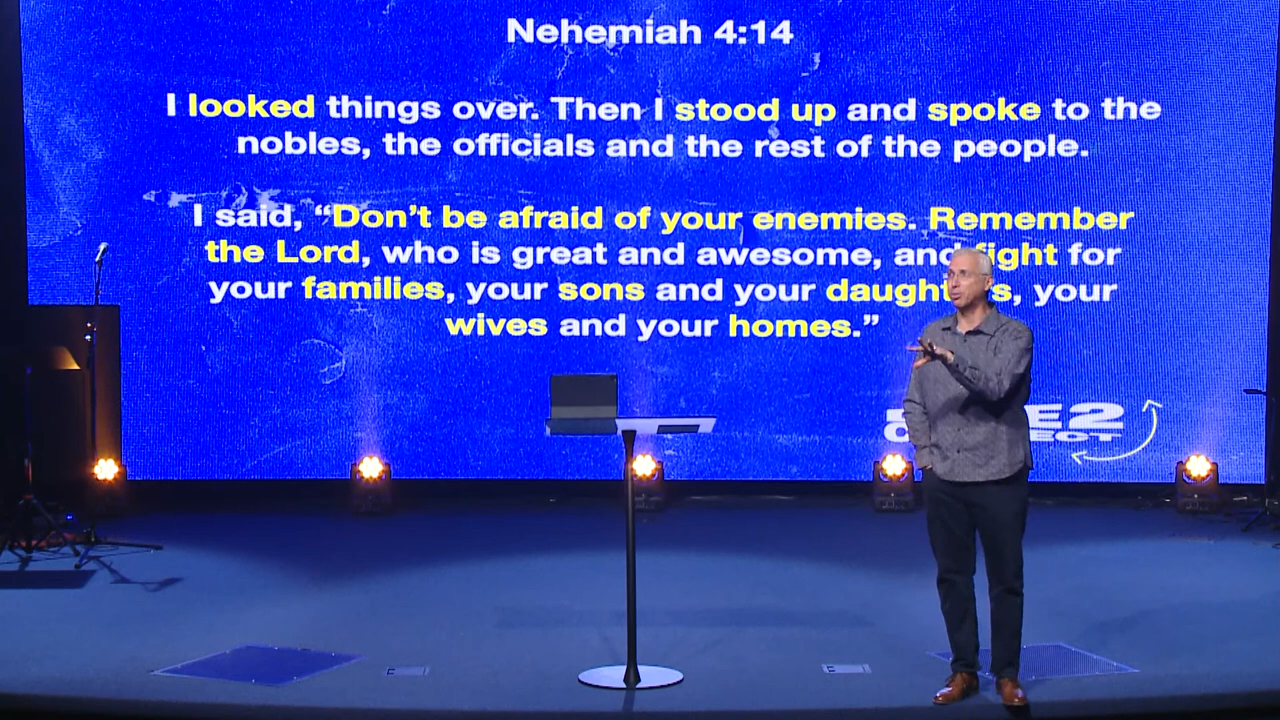 Nehemiah 4:14
I looked things over. Then I stood up and spoke to the
nobles, the officials and the rest of the people.
I said, “Don’t be afraid of your enemies. Remember
the Lord, who is great and awesome, and fight for
your families, your sons and your daughters, your
wives and your homes.”